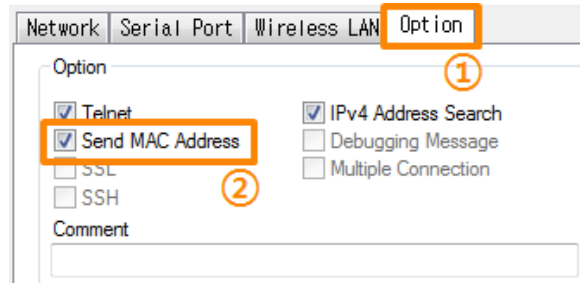 Network Serial Port Wireless LAN Option
①
Option
Telnet IPv4 Address Search
Send MAC Address Debugging Message
SSL Multiple Connection
②
SSH
Comment